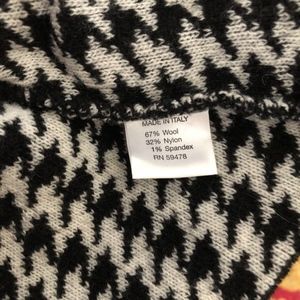 MADE IN ITALY
67% Wool
32% Nylon
1% Spandex
RN 59478